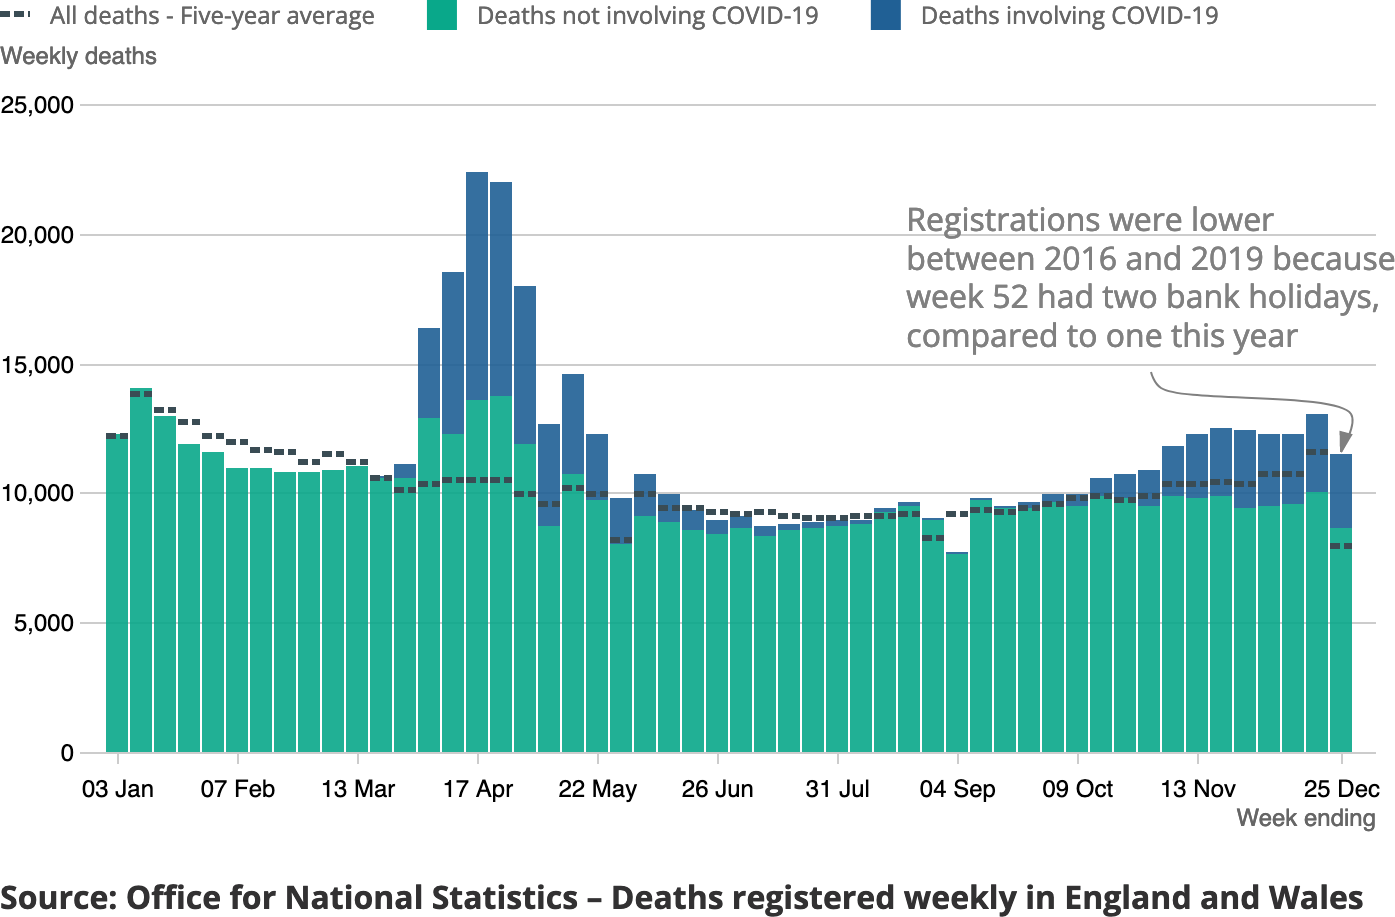 All deaths - Five-year average
Deaths not involving COVID-19
Deaths involving COVID-19
Weekly deaths
25,000
20,000
15,000
10,000
5,000
0
Registrations were lower
between 2016 and 2019 because
week 52 had two bank holidays,
compared to one this year
03 Jan
07 Feb
13 Mar
17 Apr
22 May
26 Jun
31 Jul
04 Sep
09 Oct
13 Nov
25 Dec
Week ending
Source: Office for National Statistics – Deaths registered weekly in England and Wales